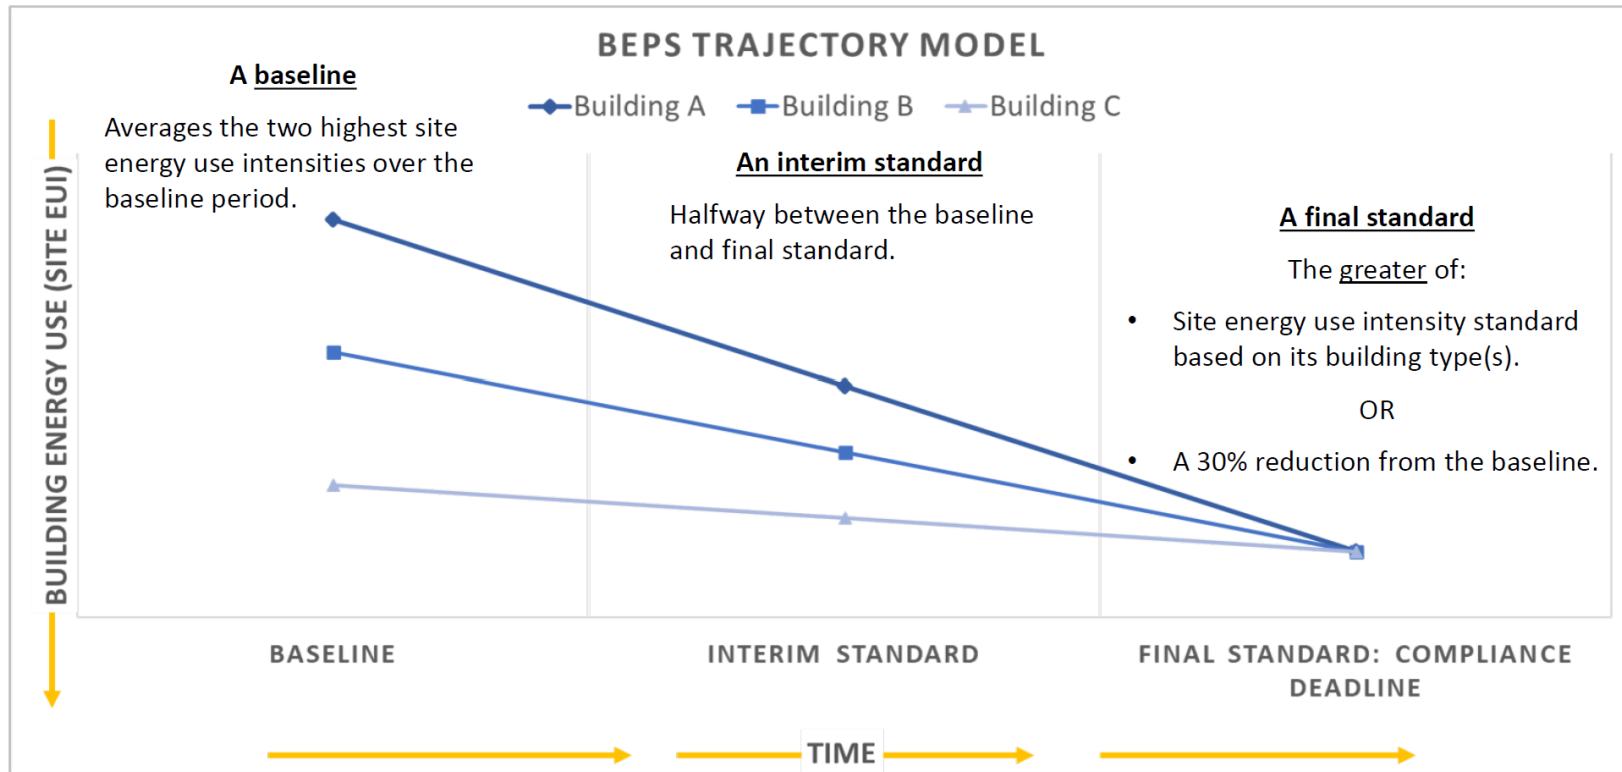 BEPS TRAJECTORY MODEL
Building A
Building B
Building C
A baseline
Averages the two highest site
energy use intensities over the
baseline period.
An interim standard
Halfway between the baseline
and final standard.
A final standard
The greater of:
• Site energy use intensity standard
based on its building type(s).
OR
• A 30% reduction from the baseline.
BUILDING ENERGY USE (SITE EUI)
BASELINE
INTERIM STANDARD
FINAL STANDARD: COMPLIANCE
DEADLINE
TIME